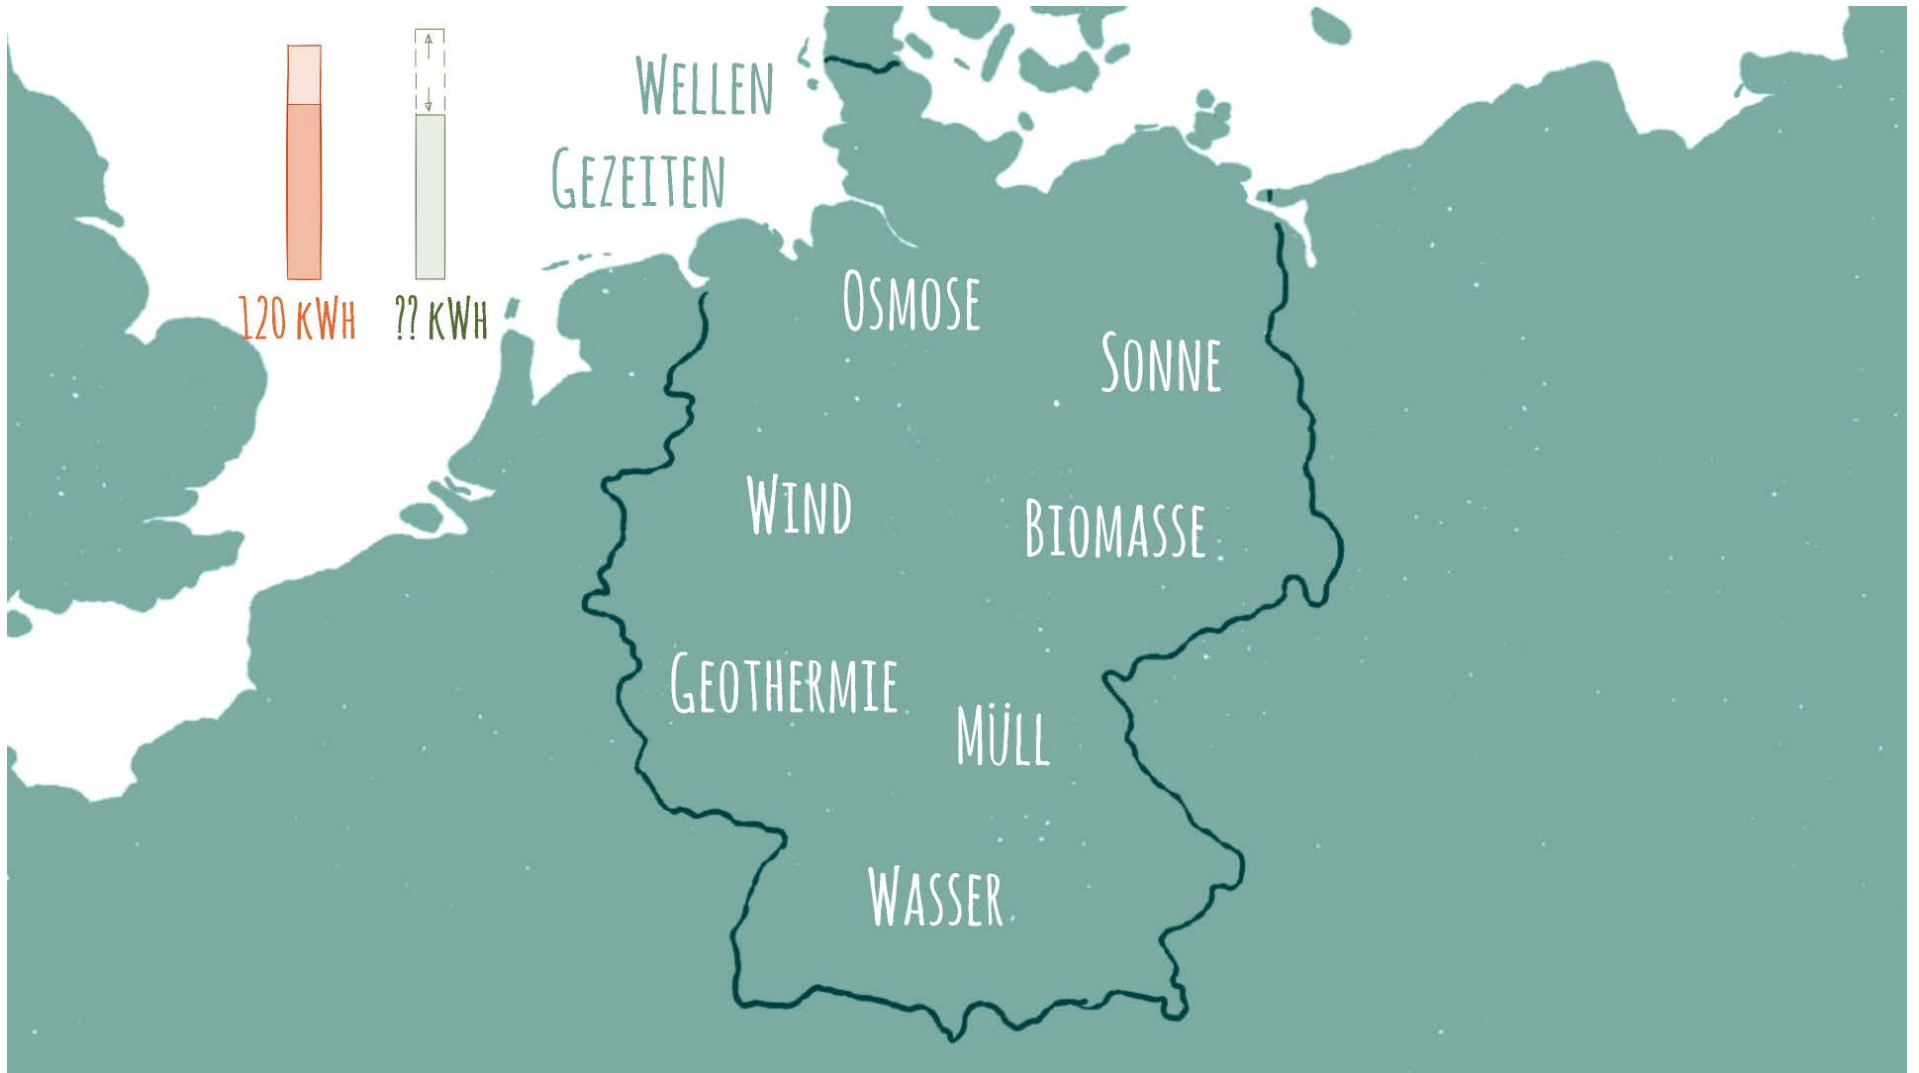 WELLEN
GEZEITEN
120 KWH
?? KWH
OSMOSE
SONNE
WIND
BIOMASSE
GEOTHERMIE
MÜLL
WASSER